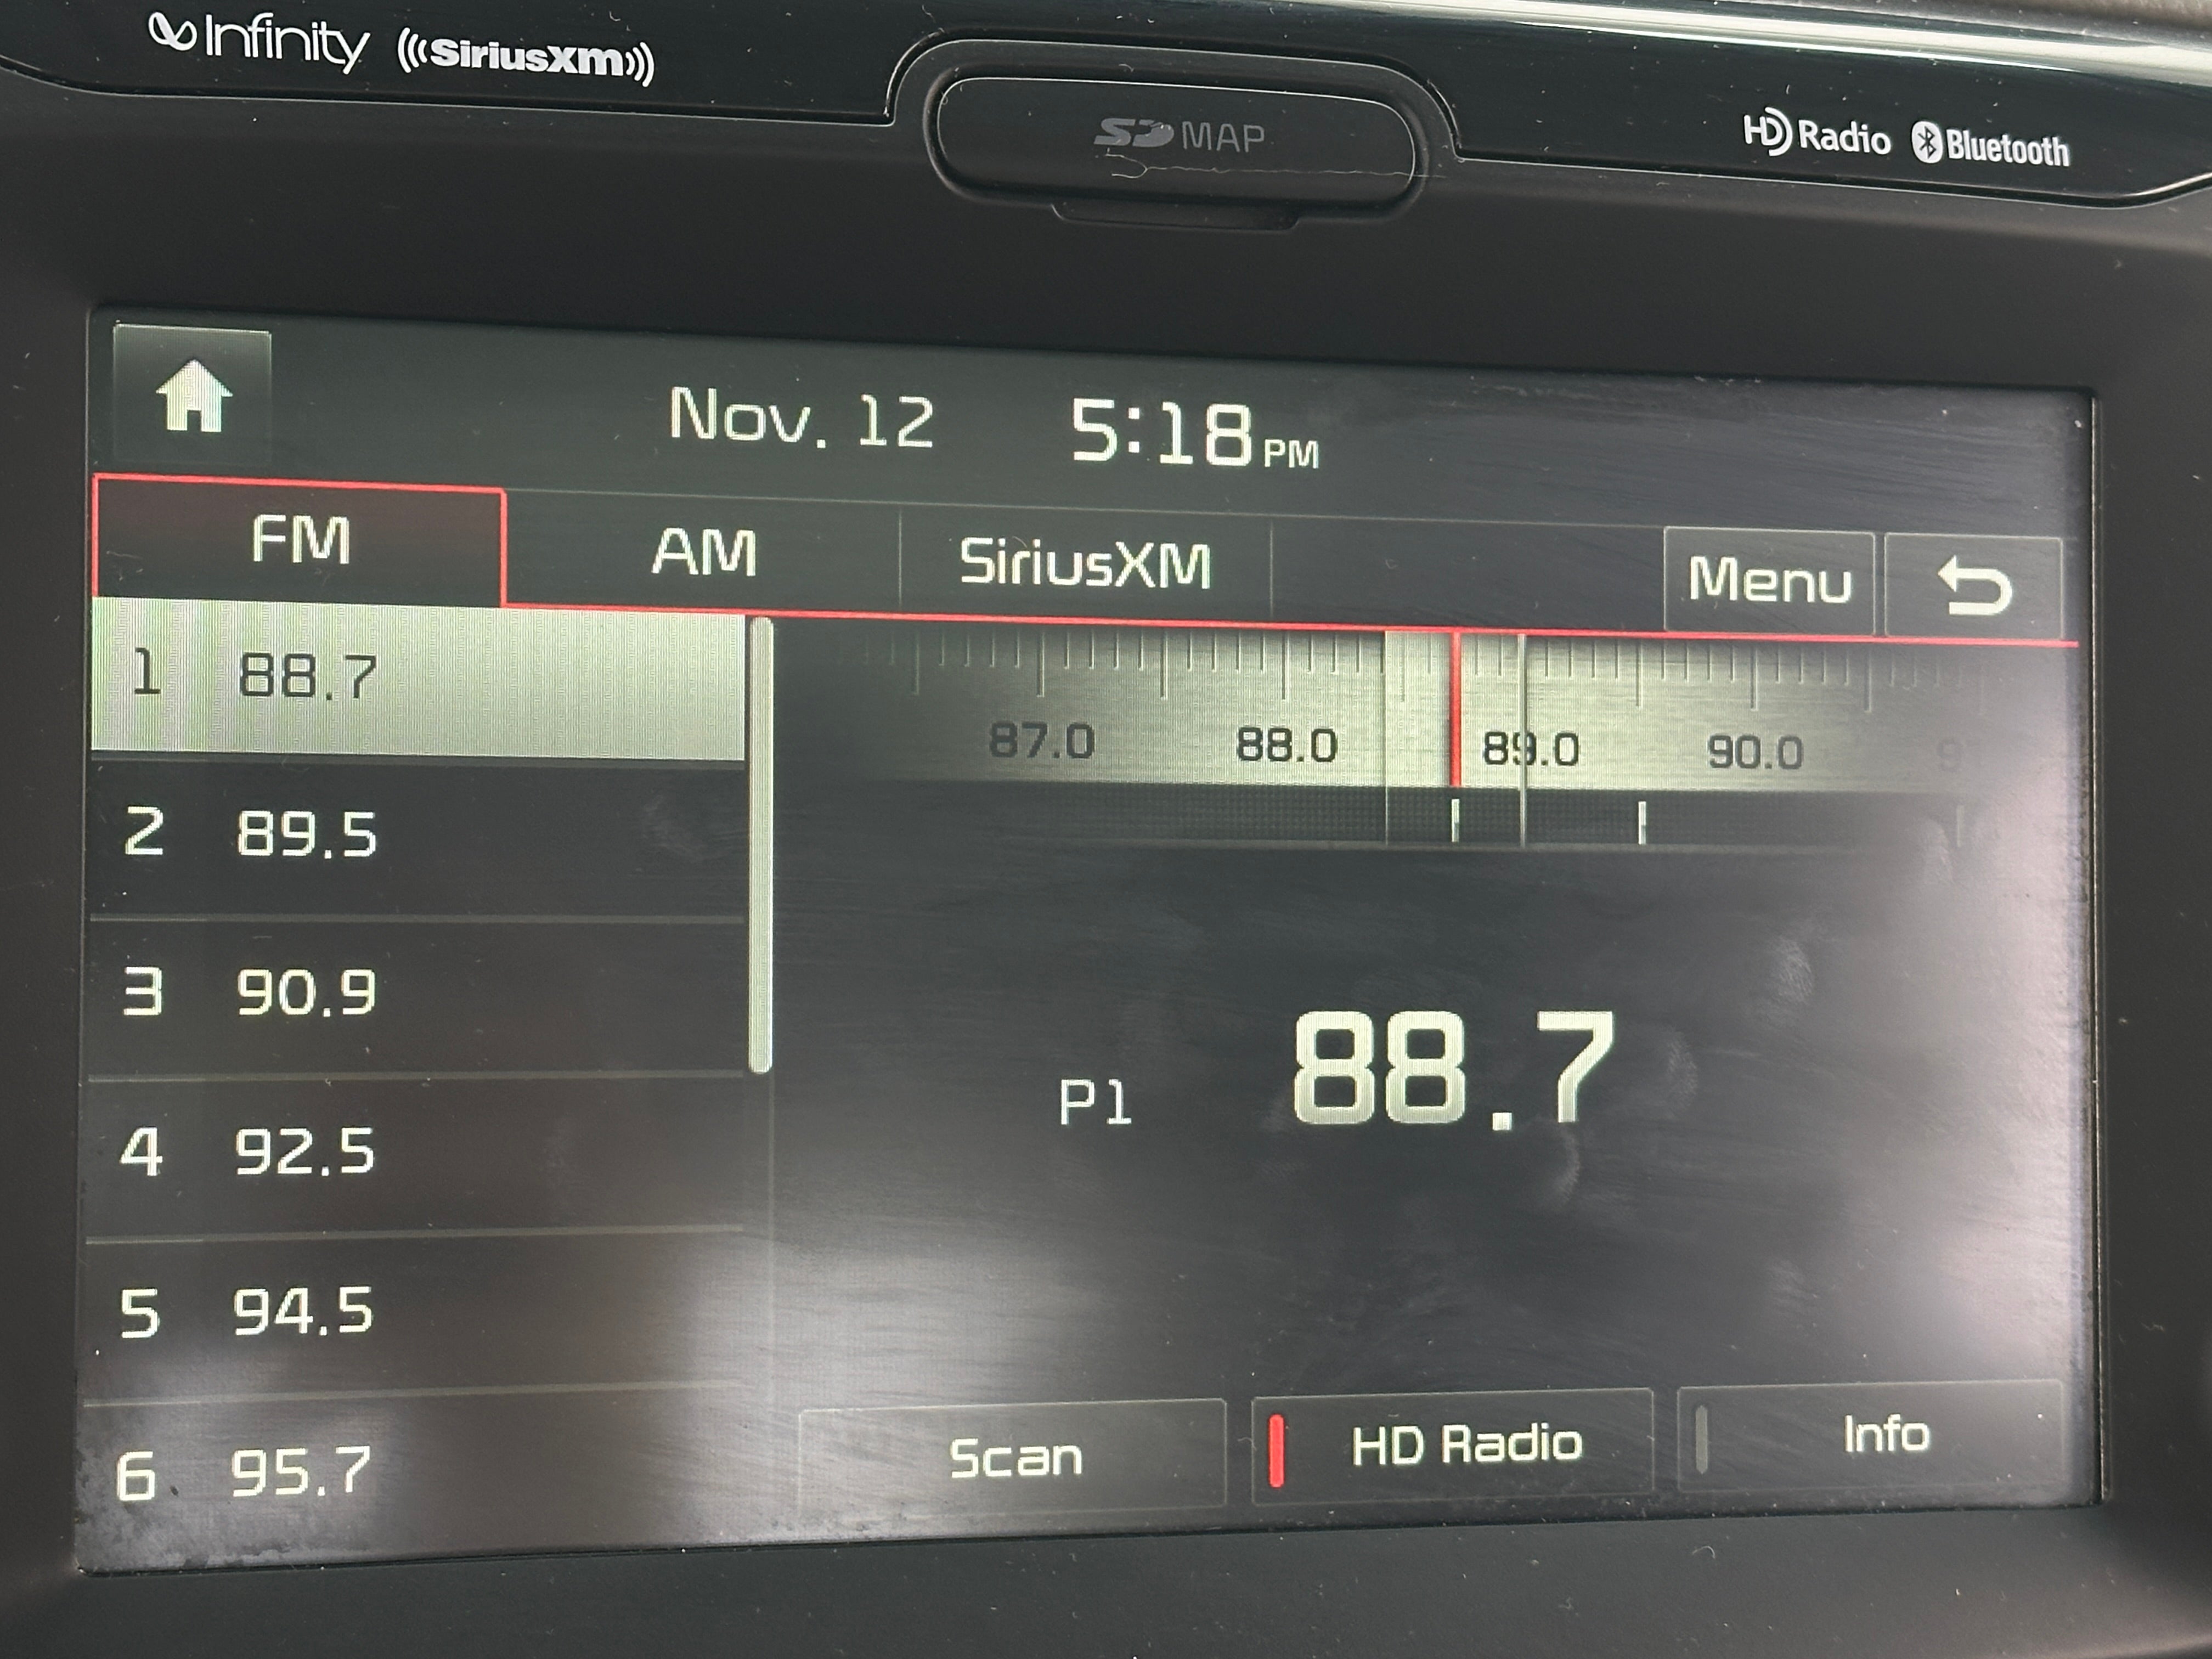 Infinity SiriusXM
SD MAP
HD Radio Bluetooth
Nov. 12 5:18 PM
FM AM SiriusXM Menu
87.0 88.0 89.0 90.0
1 88.7
2 89.5
3 90.9
4 92.5
5 94.5
6 95.7
P1 88.7
Scan HD Radio Info